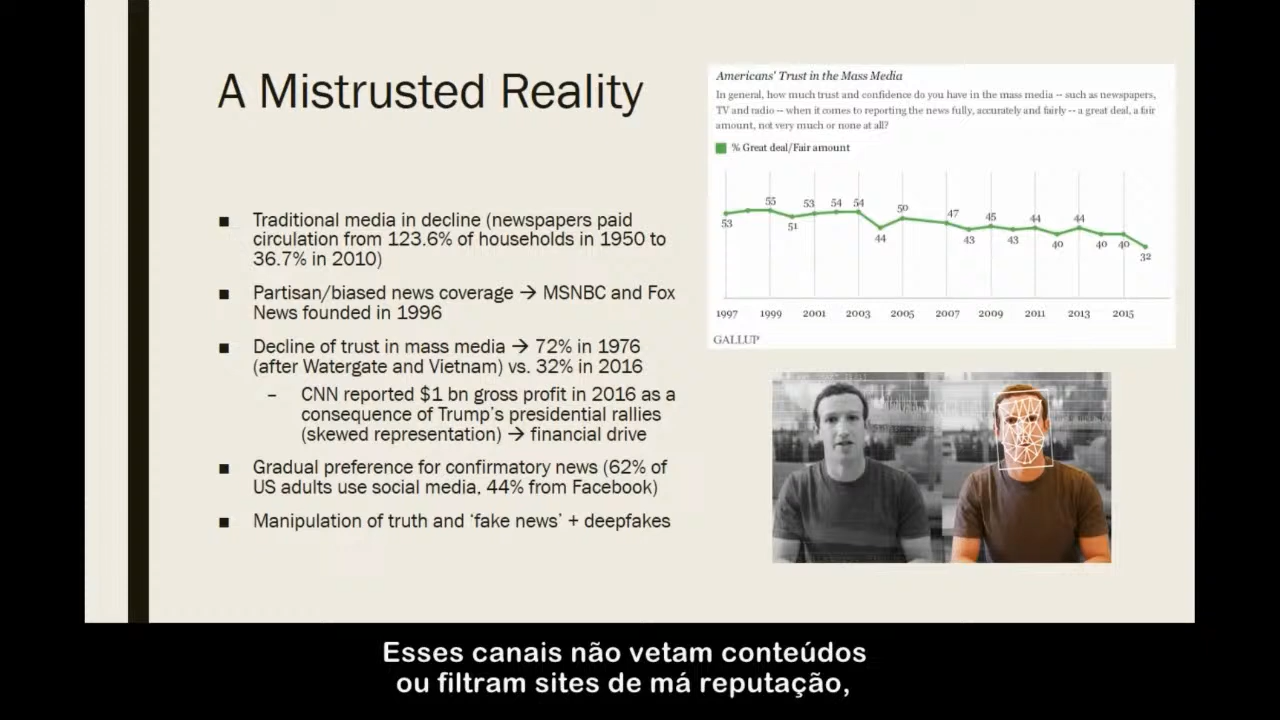 A Mistrusted Reality
■ Traditional media in decline (newspapers paid
circulation from 123.6% of households in 1950 to
36.7% in 2010)
■ Partisan/biased news coverage → MSNBC and Fox
News founded in 1996
■ Decline of trust in mass media → 72% in 1976
(after Watergate and Vietnam) vs. 32% in 2016
– CNN reported $1 bn gross profit in 2016 as a
consequence of Trump's presidential rallies
(skewed representation) → financial drive
■ Gradual preference for confirmatory news (62% of
US adults use social media, 44% from Facebook)
■ Manipulation of truth and ‘fake news’ + deepfakes
Americans' Trust in the Mass Media
In general, how much trust and confidence do you have in the mass media -- such as newspapers,
TV and radio -- when it comes to reporting the news fully, accurately and fairly -- a great deal, a fair
amount, not very much or none at all?
% Great deal/Fair amount
53 55 51 53 54 54 44 50 47 43 45 43 44 40 44 40 40 32
1997 1999 2001 2003 2005 2007 2009 2011 2013 2015
GALLUP
Esses canais não vetam conteúdos
ou filtram sites de má reputação,